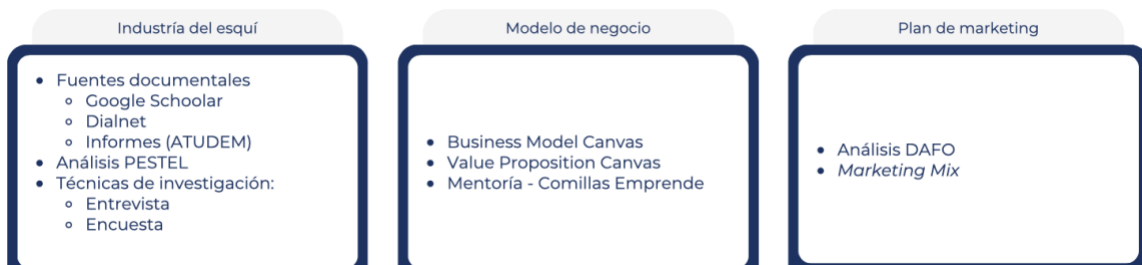 Industría del esquí
• Fuentes documentales
◦ Google Schoolar
◦ Dialnet
◦ Informes (ATUDEM)
• Análisis PESTEL
• Técnicas de investigación:
◦ Entrevista
◦ Encuesta
Modelo de negocio
• Business Model Canvas
• Value Proposition Canvas
• Mentoría - Comillas Emprende
Plan de marketing
• Análisis DAFO
• Marketing Mix